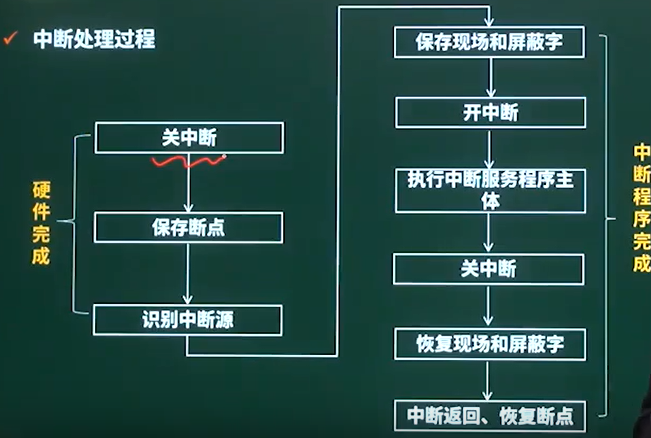 中断处理过程
硬件完成
关中断
保存断点
识别中断源
保存现场和屏蔽字
开中断
执行中断服务程序主
体
关中断
恢复现场和屏蔽字
中断返回、恢复断点
中断程序完成